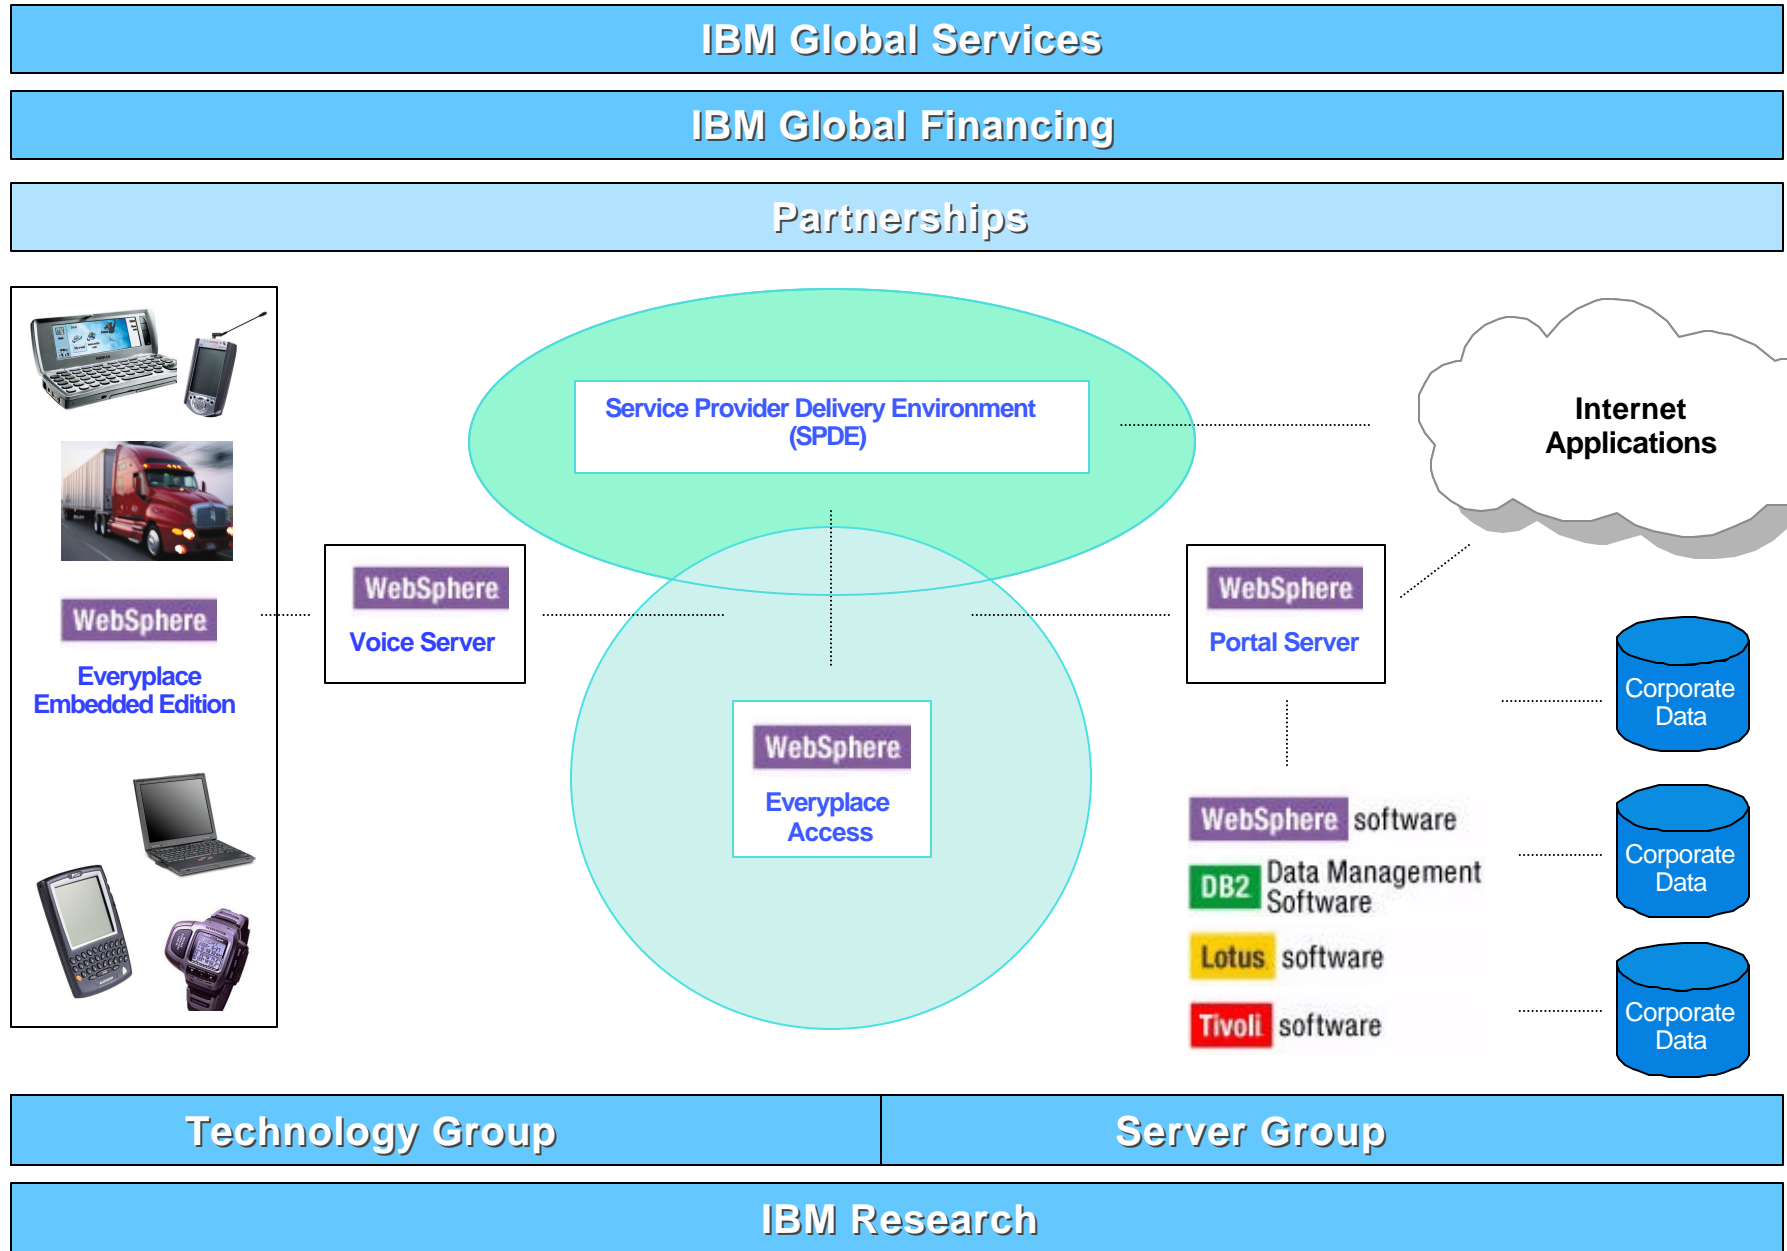 IBM Global Services
IBM Global Financing
Partnerships
Service Provider Delivery Environment
(SPDE)
Internet
Applications
WebSphere
Everyplace
Embedded Edition
WebSphere
Voice Server
WebSphere
Portal Server
WebSphere
Everyplace
Access
Corporate
Data
WebSphere software
DB2 Data Management
Software
Lotus software
Tivoli software
Corporate
Data
Corporate
Data
Technology Group
Server Group
IBM Research